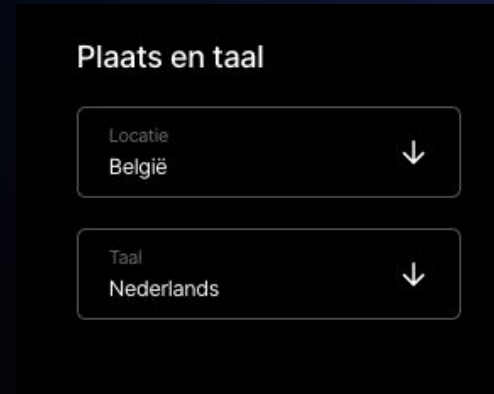 Plaats en taal
Locatie
België
Taal
Nederlands